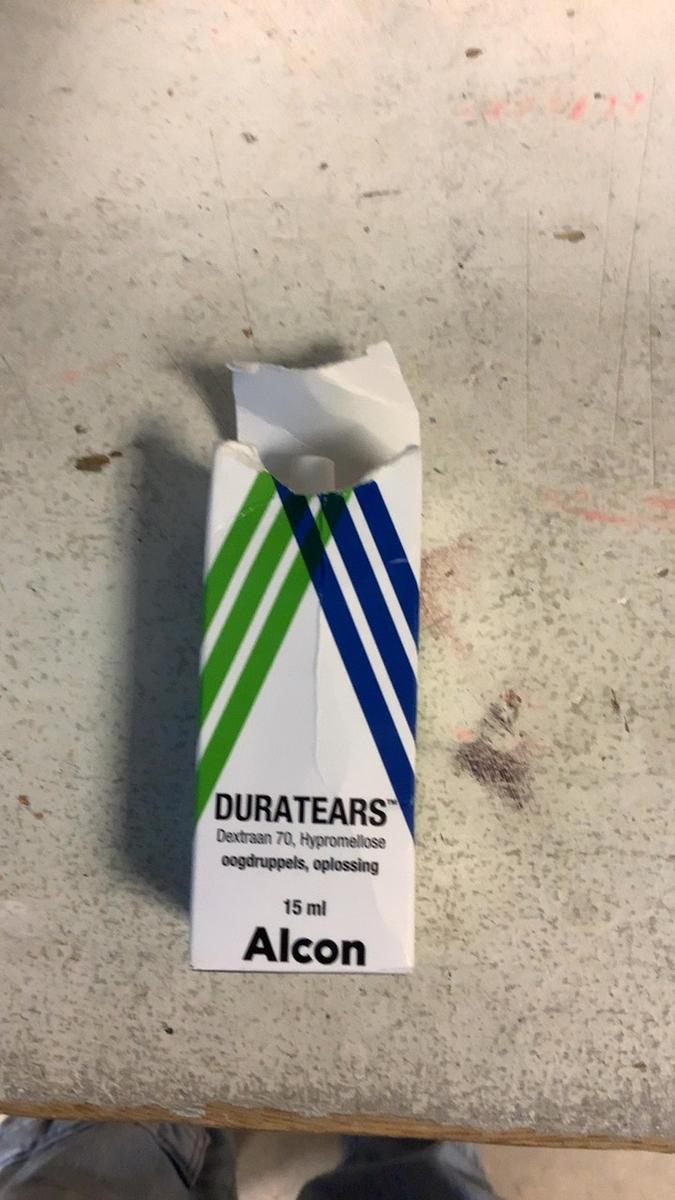 DURATEARS™
Dextraan 70, Hypromellose
oogdruppels, oplossing
15 ml
Alcon